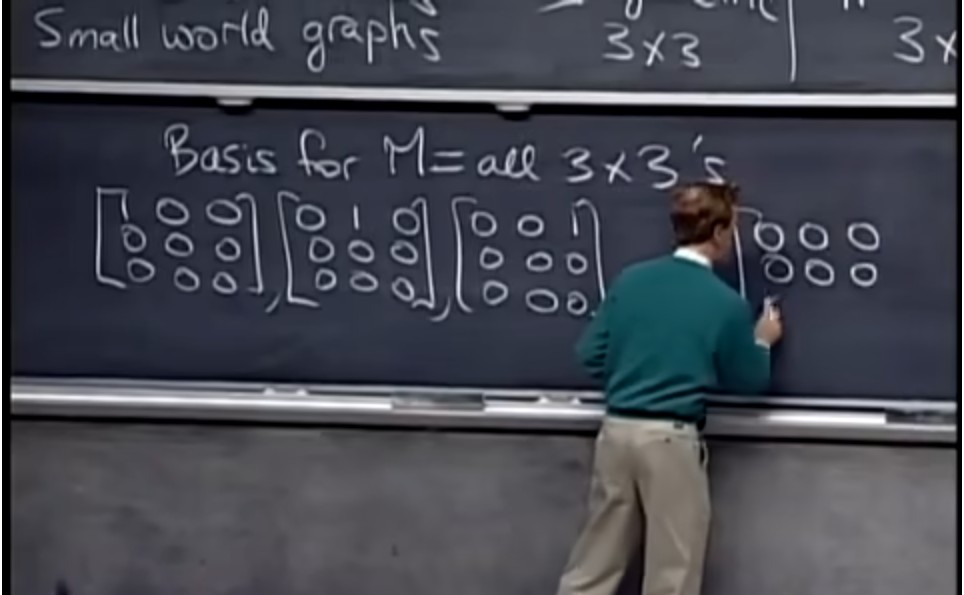 Small world graphs 3x3 | 3x
Basis for M = all 3x3's
[1 0 0 [0 1 0 [0 0 1] [0 0 0
0 0 0 0 0 0 0 0 0 0 0 0
0 0 0], 0 0 0], 0 0 0